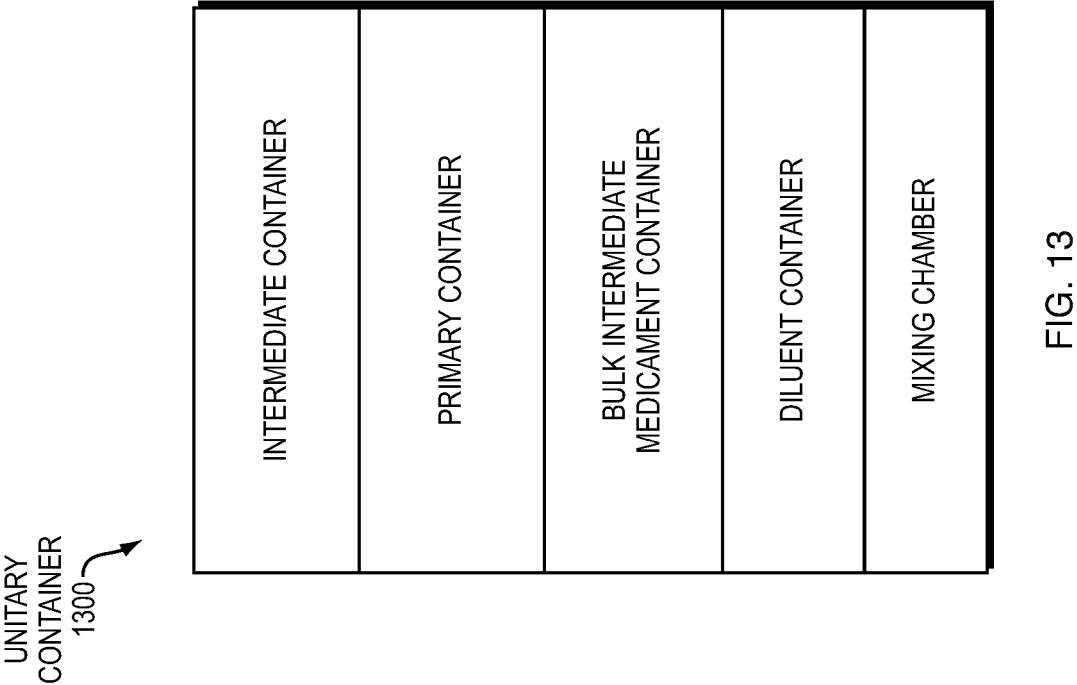 UNITARY
CONTAINER
1300
INTERMEDIATE CONTAINER
PRIMARY CONTAINER
BULK INTERMEDIATE
MEDICAMENT CONTAINER
DILUENT CONTAINER
MIXING CHAMBER
FIG. 13